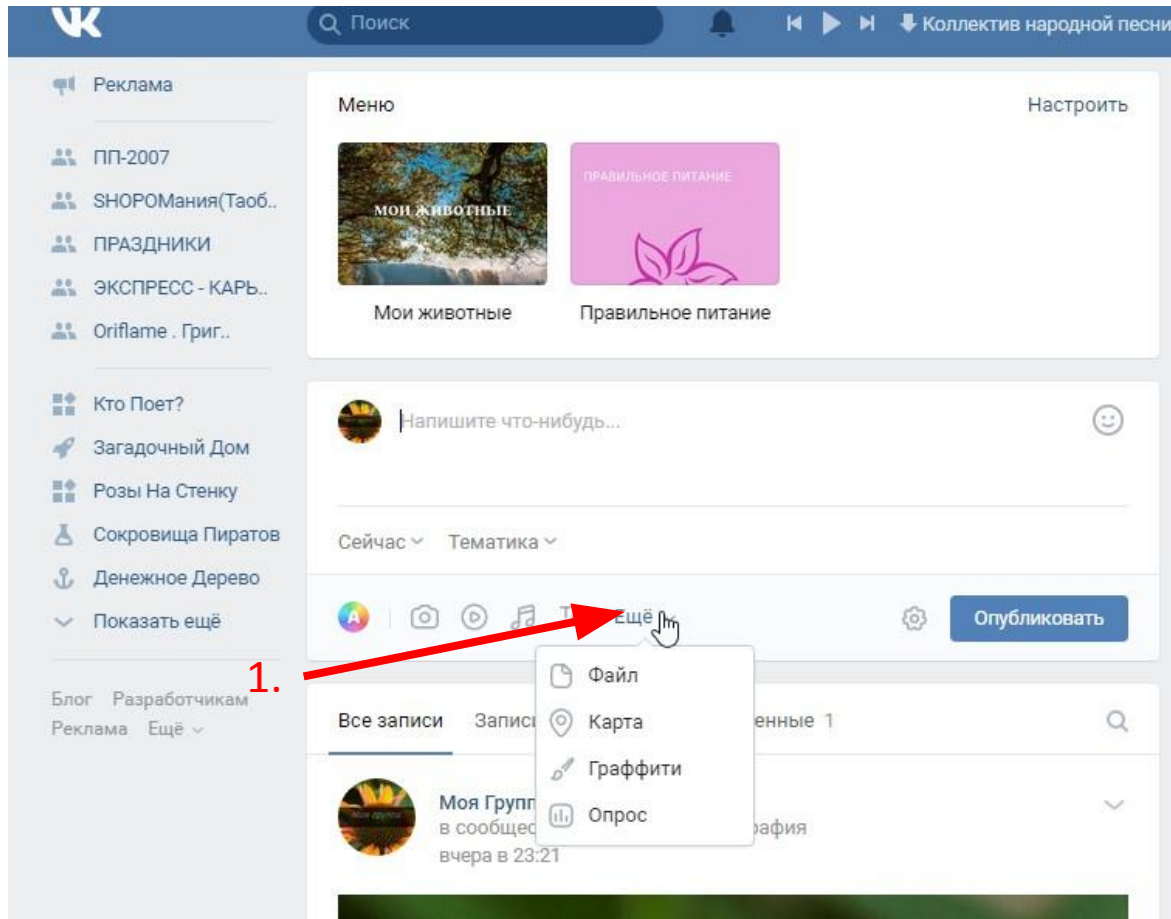 Поиск
Коллектив народной песни
Реклама
ПП-2007
SHOPOМания(Таоб..
ПРАЗДНИКИ
ЭКСПРЕСС - КАРЬ..
Oriflame . Григ..
Кто Поет?
Загадочный Дом
Розы На Стенку
Сокровища Пиратов
Денежное Дерево
Показать ещё
Блог Разработчикам
Реклама Ещё
Меню Настроить
МОИ ЖИВОТНЫЕ
ПРАВИЛЬНОЕ ПИТАНИЕ
Мои животные Правильное питание
Напишите что-нибудь...
Сейчас Тематика
A Ещё Опубликовать
1.
Файл
Карта
Граффити
Опрос
Все записи Запис енные 1
Моя Групп
в сообщес афия
вчера в 23:21